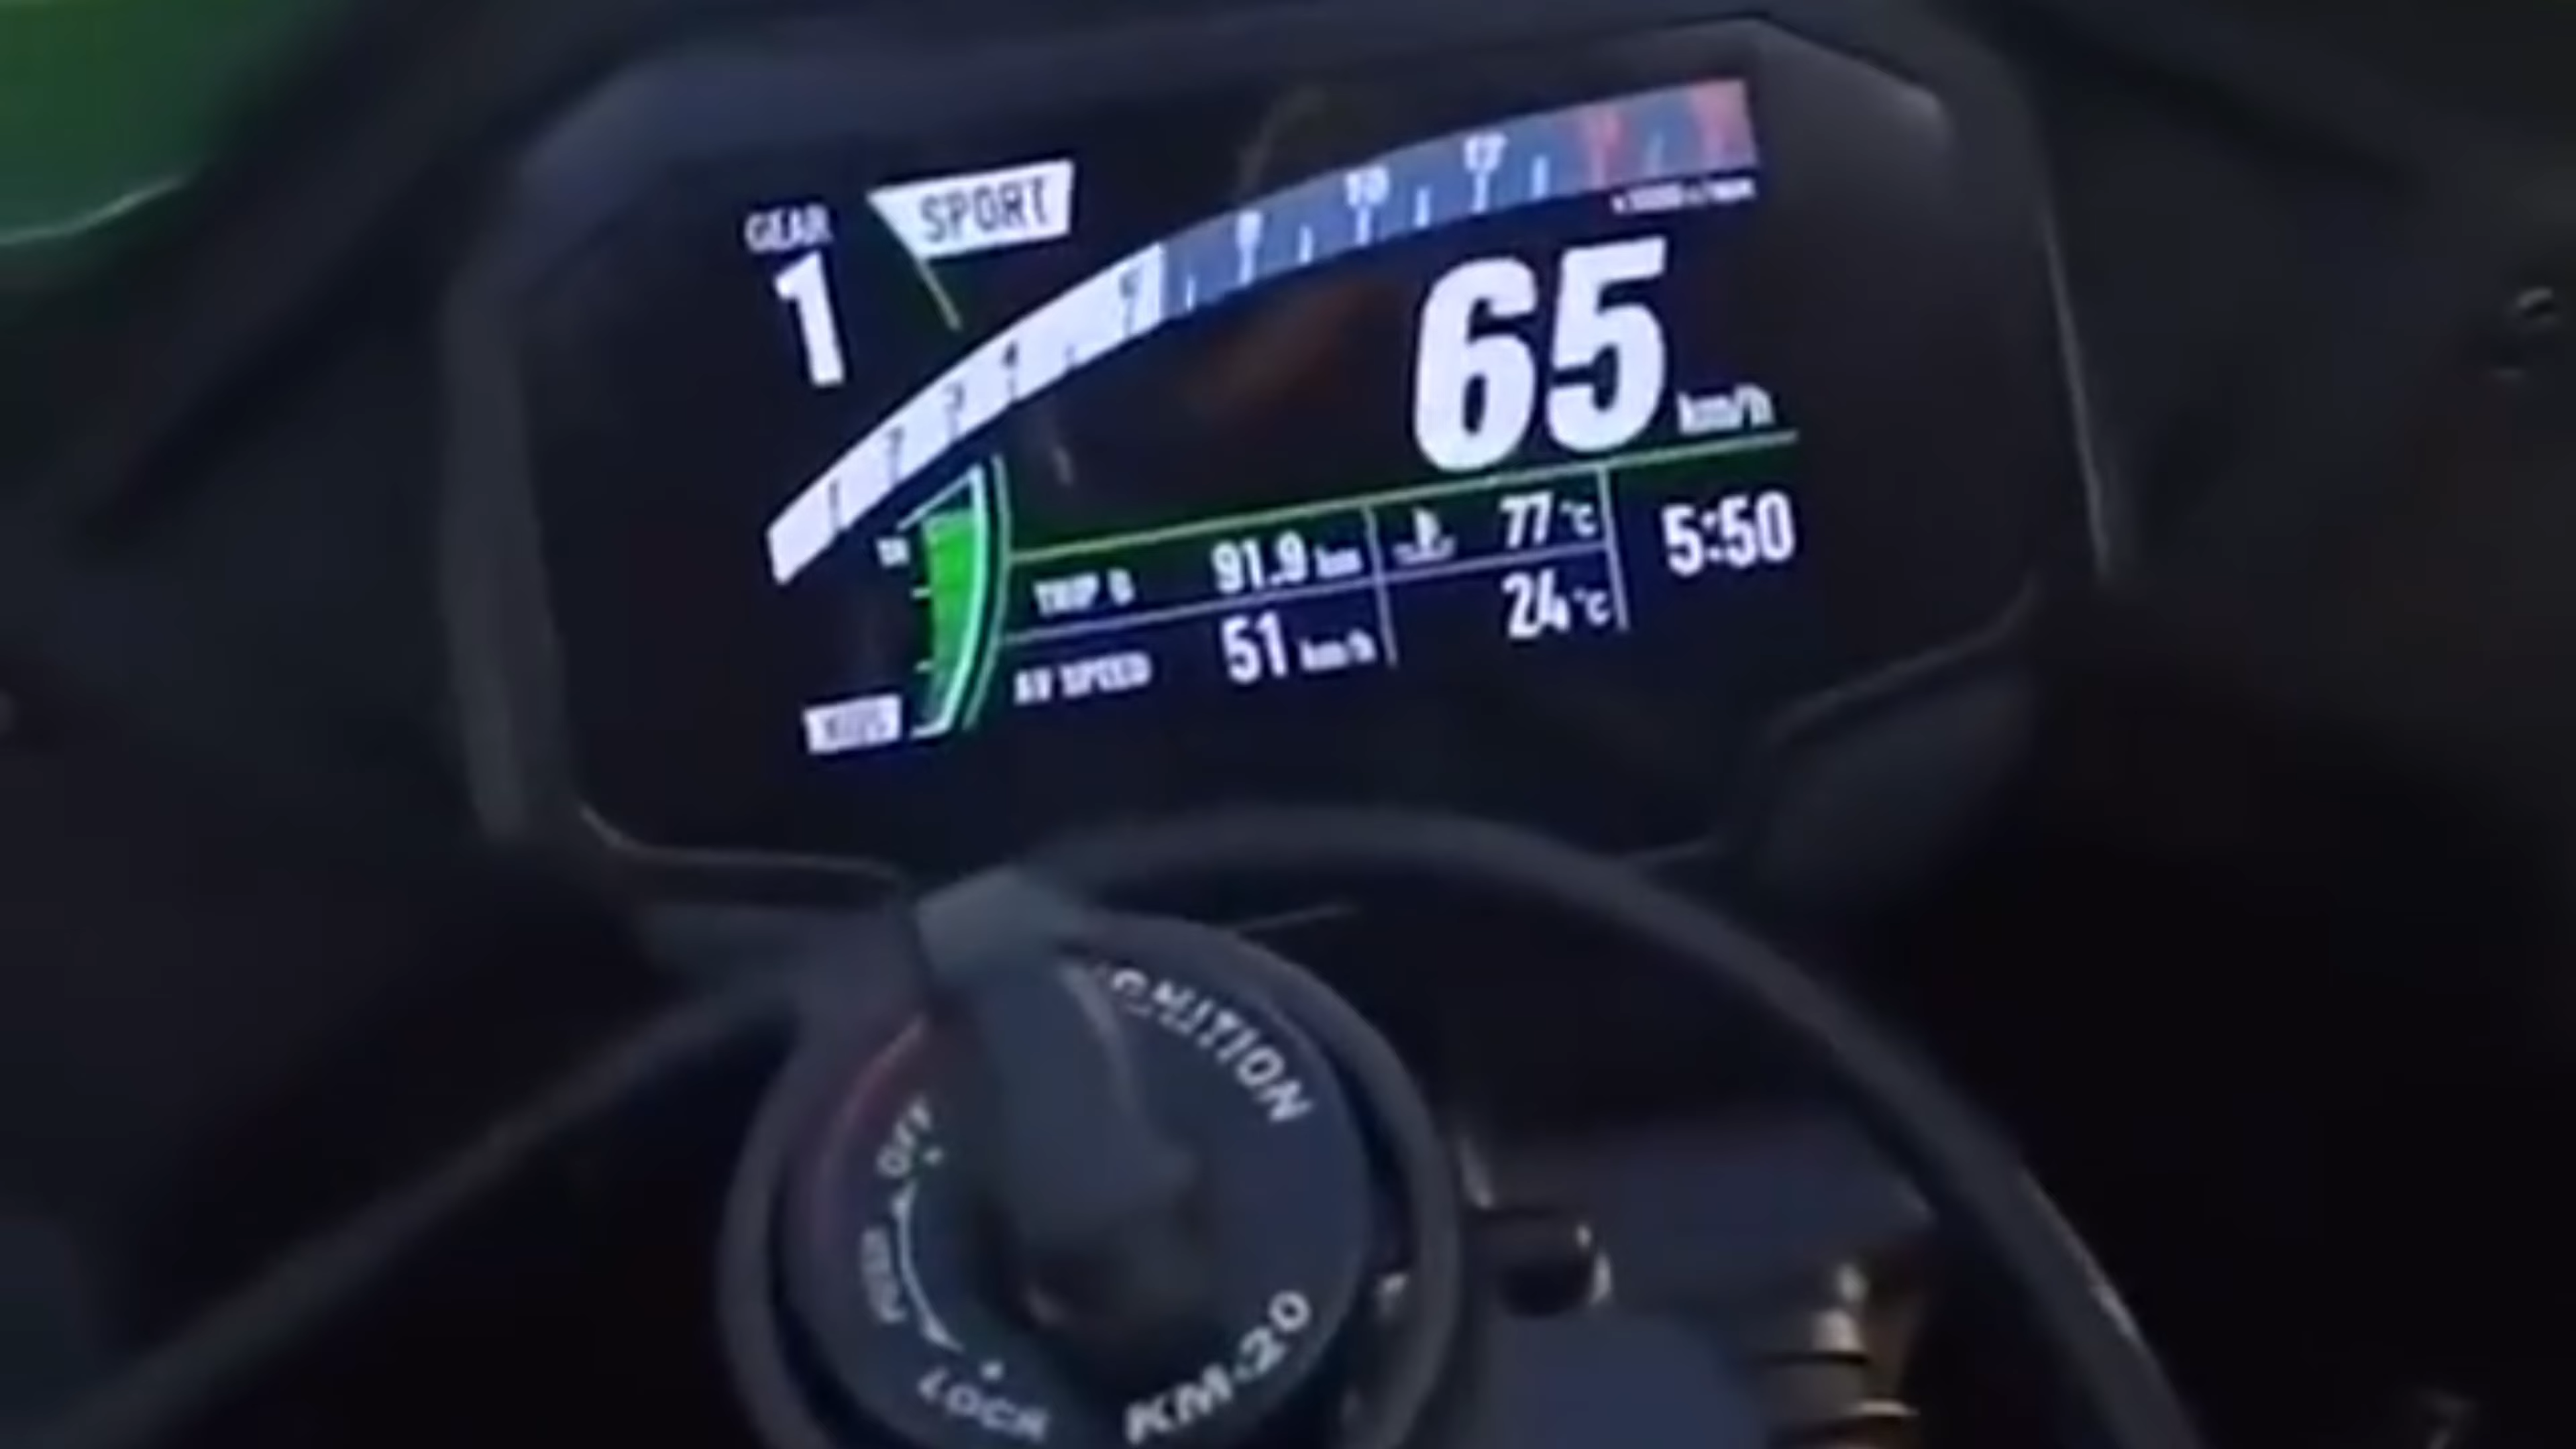 GEAR
SPORT
1
10
65 km/h
TRIP B 91.9 km
77 °C
5:50
AV SPEED 51 km/h
24 °C
IGNITION
OFF
LOCK
KM-20